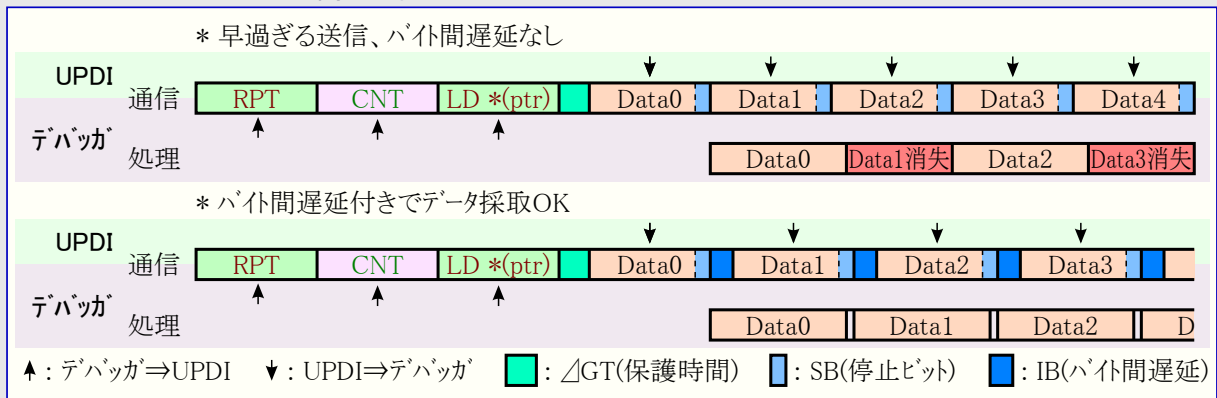 * 早過ぎる送信、バイト間遅延なし
UPDI
通信 RPT CNT LD *(ptr) Data0 Data1 Data2 Data3 Data4
デバッガ
処理 Data0 Data1消失 Data2 Data3消失
* バイト間遅延付きでデータ採取OK
UPDI
通信 RPT CNT LD *(ptr) Data0 Data1 Data2 Data3
デバッガ
処理 Data0 Data1 Data2 D
↑ : デバッガ⇒UPDI ↓ : UPDI⇒デバッガ : ⊿GT(保護時間) : SB(停止ビット) : IB(バイト間遅延)